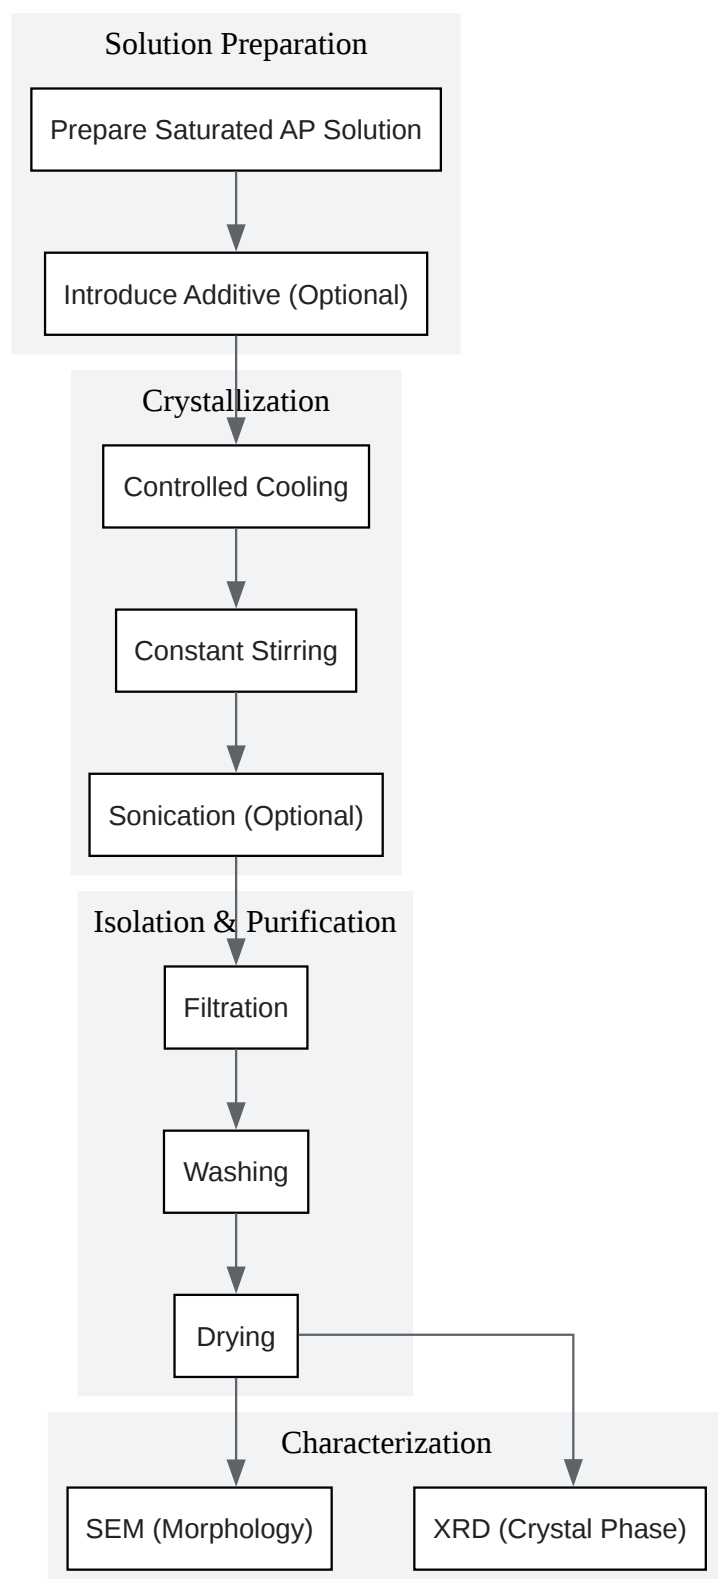 Solution Preparation
Prepare Saturated AP Solution
Introduce Additive (Optional)
Crystallization
Controlled Cooling
Constant Stirring
Sonication (Optional)
Isolation & Purification
Filtration
Washing
Drying
Characterization
SEM (Morphology)
XRD (Crystal Phase)